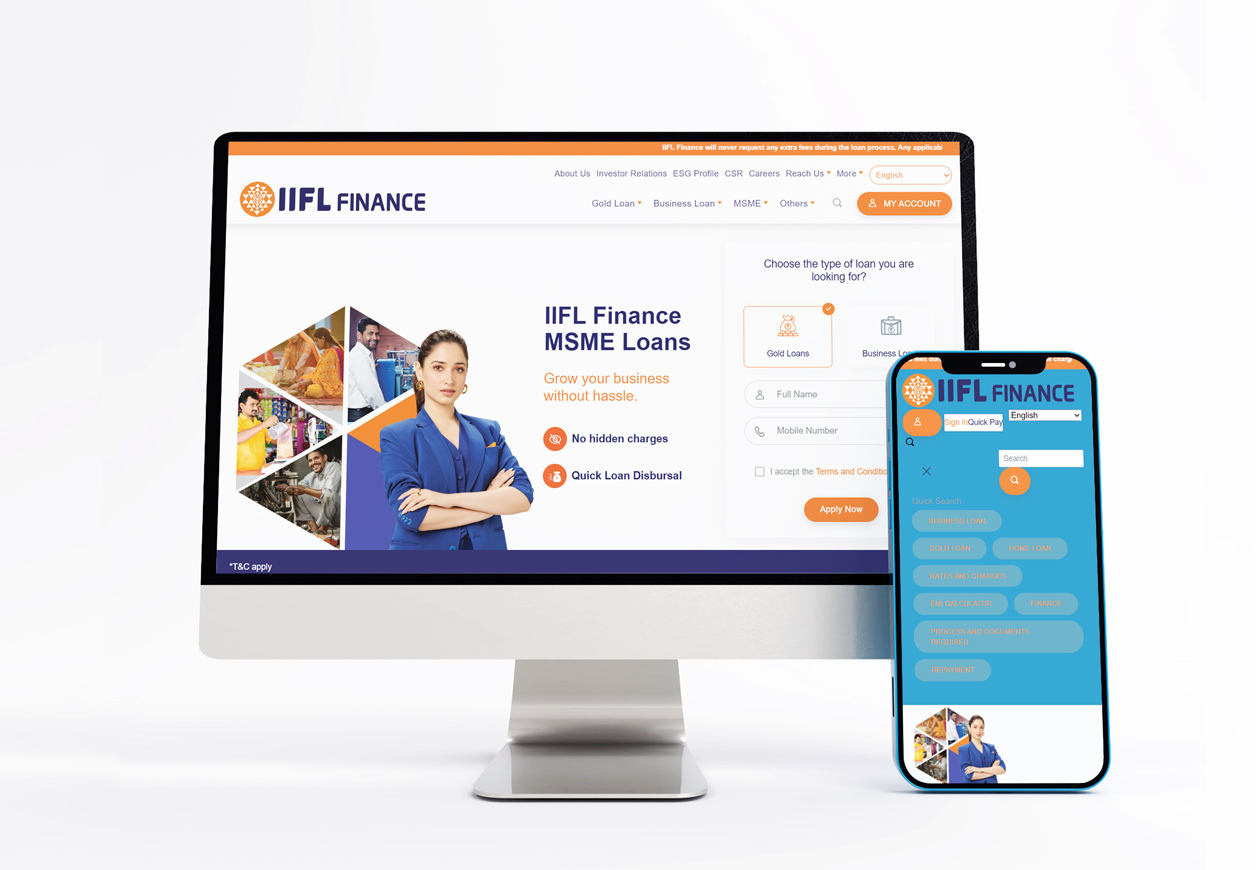 IIFL Finance will never request any extra fees during the loan process. Any applicabl
About Us Investor Relations ESG Profile CSR Careers Reach Us More English
IIFL FINANCE
Gold Loan Business Loan MSME Others MY ACCOUNT
Choose the type of loan you are
looking for?
Gold Loans Business Loa
IIFL Finance
MSME Loans
Grow your business
without hassle.
No hidden charges
Quick Loan Disbursal
Full Name
Mobile Number
I accept the Terms and Conditio
Apply Now
*T&C apply
fees du
e charg
IIFL FINANCE
Sign In Quick Pay English
Search
Quick Search
BUSINESS LOAN
GOLD LOAN HOME LOAN
RATES AND CHARGES
EMI CALCULATOR FINANCE
PROCESS AND DOCUMENTS
REQUIRED
REPAYMENT